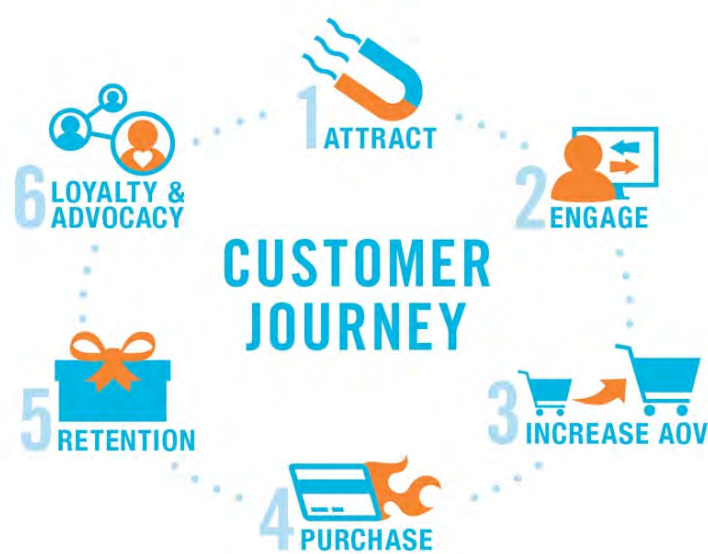 1 ATTRACT
2 ENGAGE
3 INCREASE AOV
4 PURCHASE
5 RETENTION
6 LOYALTY &
ADVOCACY
CUSTOMER
JOURNEY